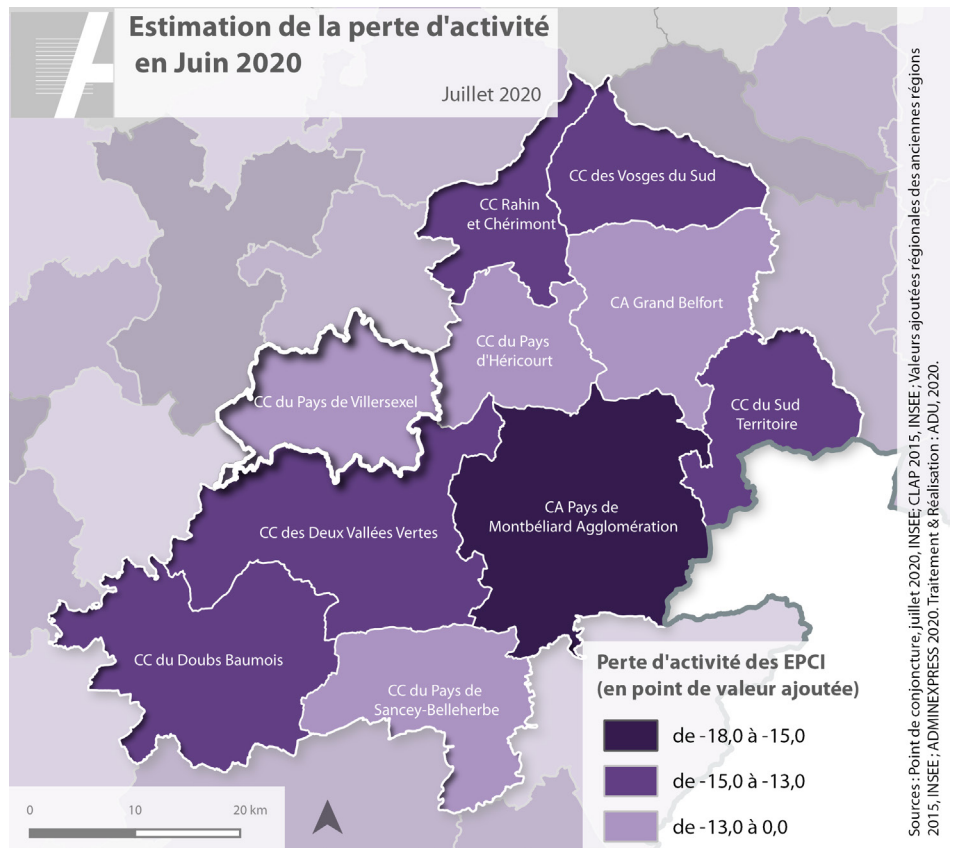 Estimation de la perte d'activité
en Juin 2020
Juillet 2020
CC des Vosges du Sud
CC Rahin
et Chérimont
CA Grand Belfort
CC du Pays
d'Héricourt
CC du Pays de Villersexel
CC du Sud
Territoire
CA Pays de
Montbéliard Agglomération
CC des Deux Vallées Vertes
CC du Doubs Baumois
CC du Pays de
Sancey-Belleherbe
Perte d'activité des EPCI
(en point de valeur ajoutée)
de -18,0 à -15,0
de -15,0 à -13,0
de -13,0 à 0,0
0 10 20 km
Sources : Point de conjoncture, juillet 2020, INSEE; CLAP 2015, INSEE ; Valeurs ajoutées régionales des anciennes régions
2015, INSEE ; ADMINEXPRESS 2020. Traitement & Réalisation : ADU, 2020.